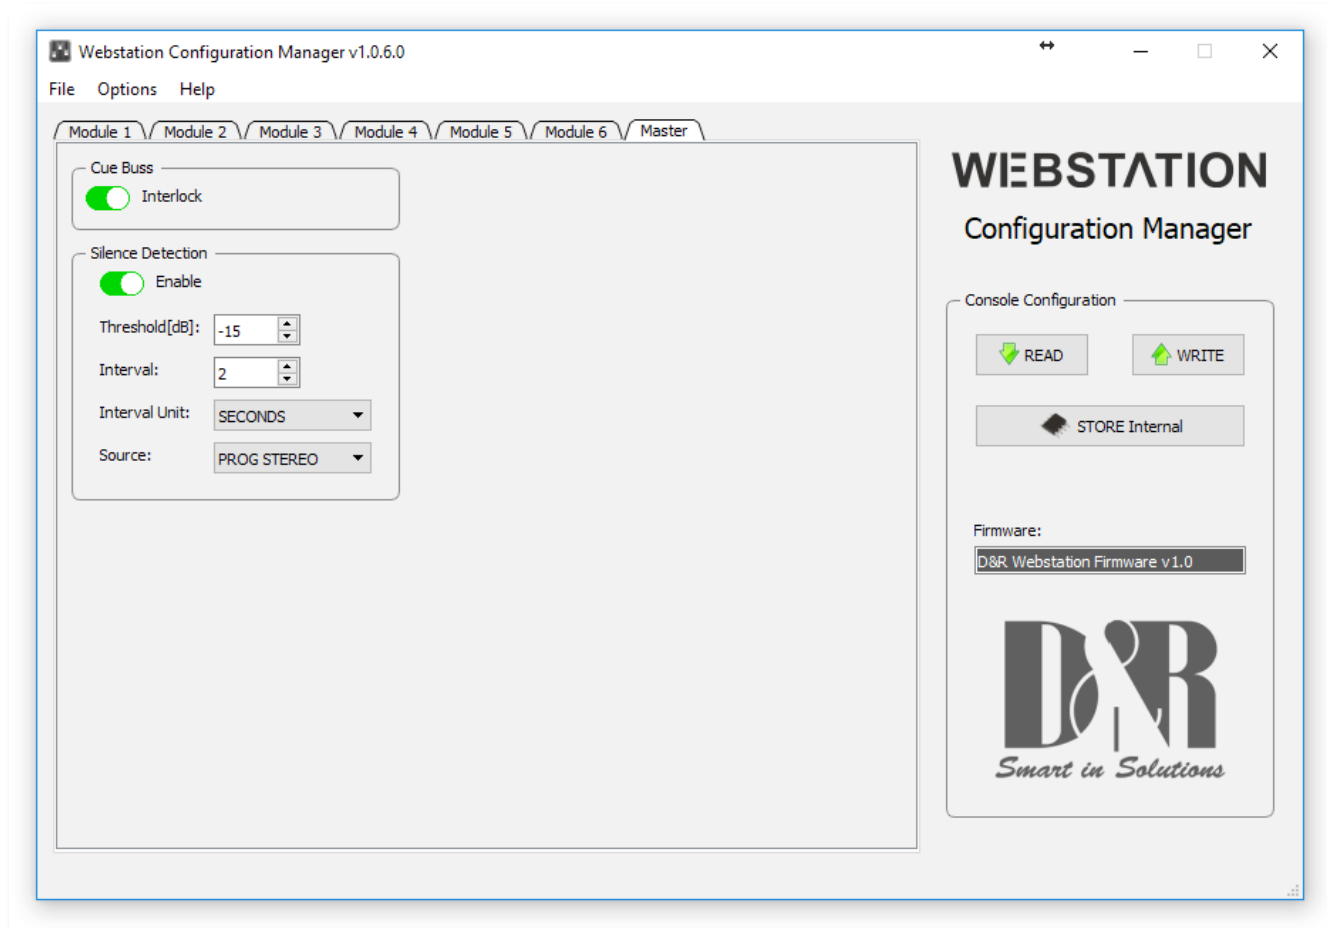 Webstation Configuration Manager v1.0.6.0
File Options Help
Module 1 Module 2 Module 3 Module 4 Module 5 Module 6 Master
Cue Buss
Interlock
Silence Detection
Enable
Threshold[dB]: -15
Interval: 2
Interval Unit: SECONDS
Source: PROG STEREO
WEBSTATION
Configuration Manager
Console Configuration
READ WRITE
STORE Internal
Firmware:
D&R Webstation Firmware v1.0
D&R
Smart in Solutions